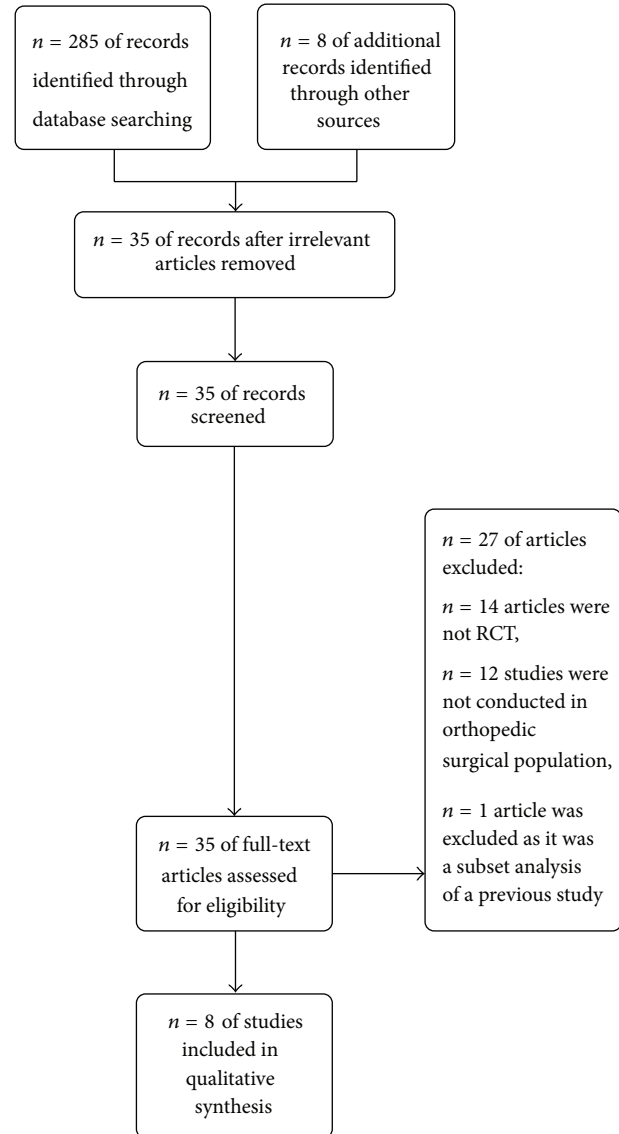 n = 285 of records
identified through
database searching
n = 8 of additional
records identified
through other
sources
n = 35 of records after irrelevant
articles removed
n = 35 of records
screened
n = 27 of articles
excluded:
n = 14 articles were
not RCT,
n = 12 studies were
not conducted in
orthopedic
surgical population,
n = 1 article was
excluded as it was
a subset analysis
of a previous study
n = 35 of full-text
articles assessed
for eligibility
n = 8 of studies
included in
qualitative
synthesis